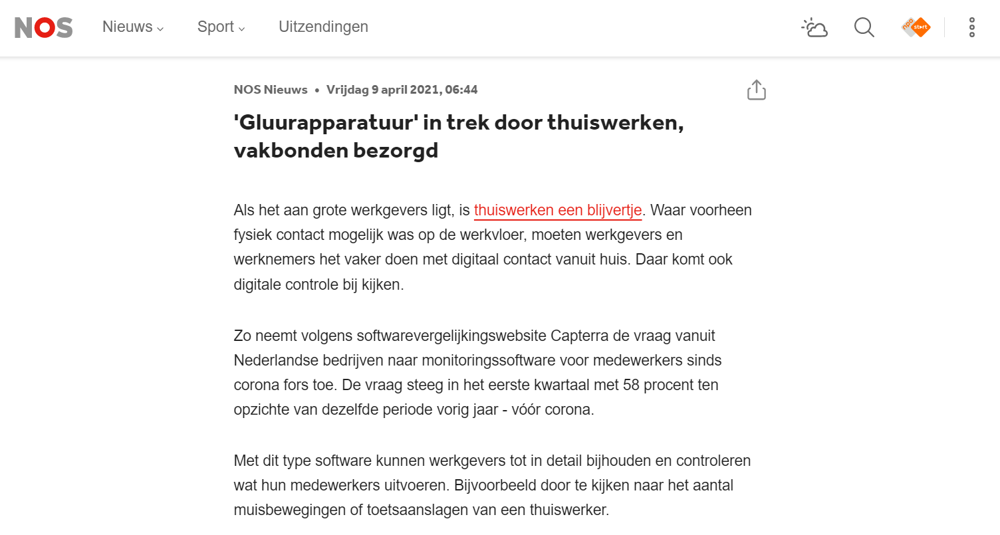 NOS Nieuws Sport Uitzendingen npo start
NOS Nieuws • Vrijdag 9 april 2021, 06:44
'Gluurapparatuur' in trek door thuiswerken,
vakbonden bezorgd
Als het aan grote werkgevers ligt, is thuiswerken een blijvertje. Waar voorheen
fysiek contact mogelijk was op de werkvloer, moeten werkgevers en
werknemers het vaker doen met digitaal contact vanuit huis. Daar komt ook
digitale controle bij kijken.
Zo neemt volgens softwarevergelijkingswebsite Capterra de vraag vanuit
Nederlandse bedrijven naar monitoringssoftware voor medewerkers sinds
corona fors toe. De vraag steeg in het eerste kwartaal met 58 procent ten
opzichte van dezelfde periode vorig jaar - vóór corona.
Met dit type software kunnen werkgevers tot in detail bijhouden en controleren
wat hun medewerkers uitvoeren. Bijvoorbeeld door te kijken naar het aantal
muisbewegingen of toetsaanslagen van een thuiswerker.